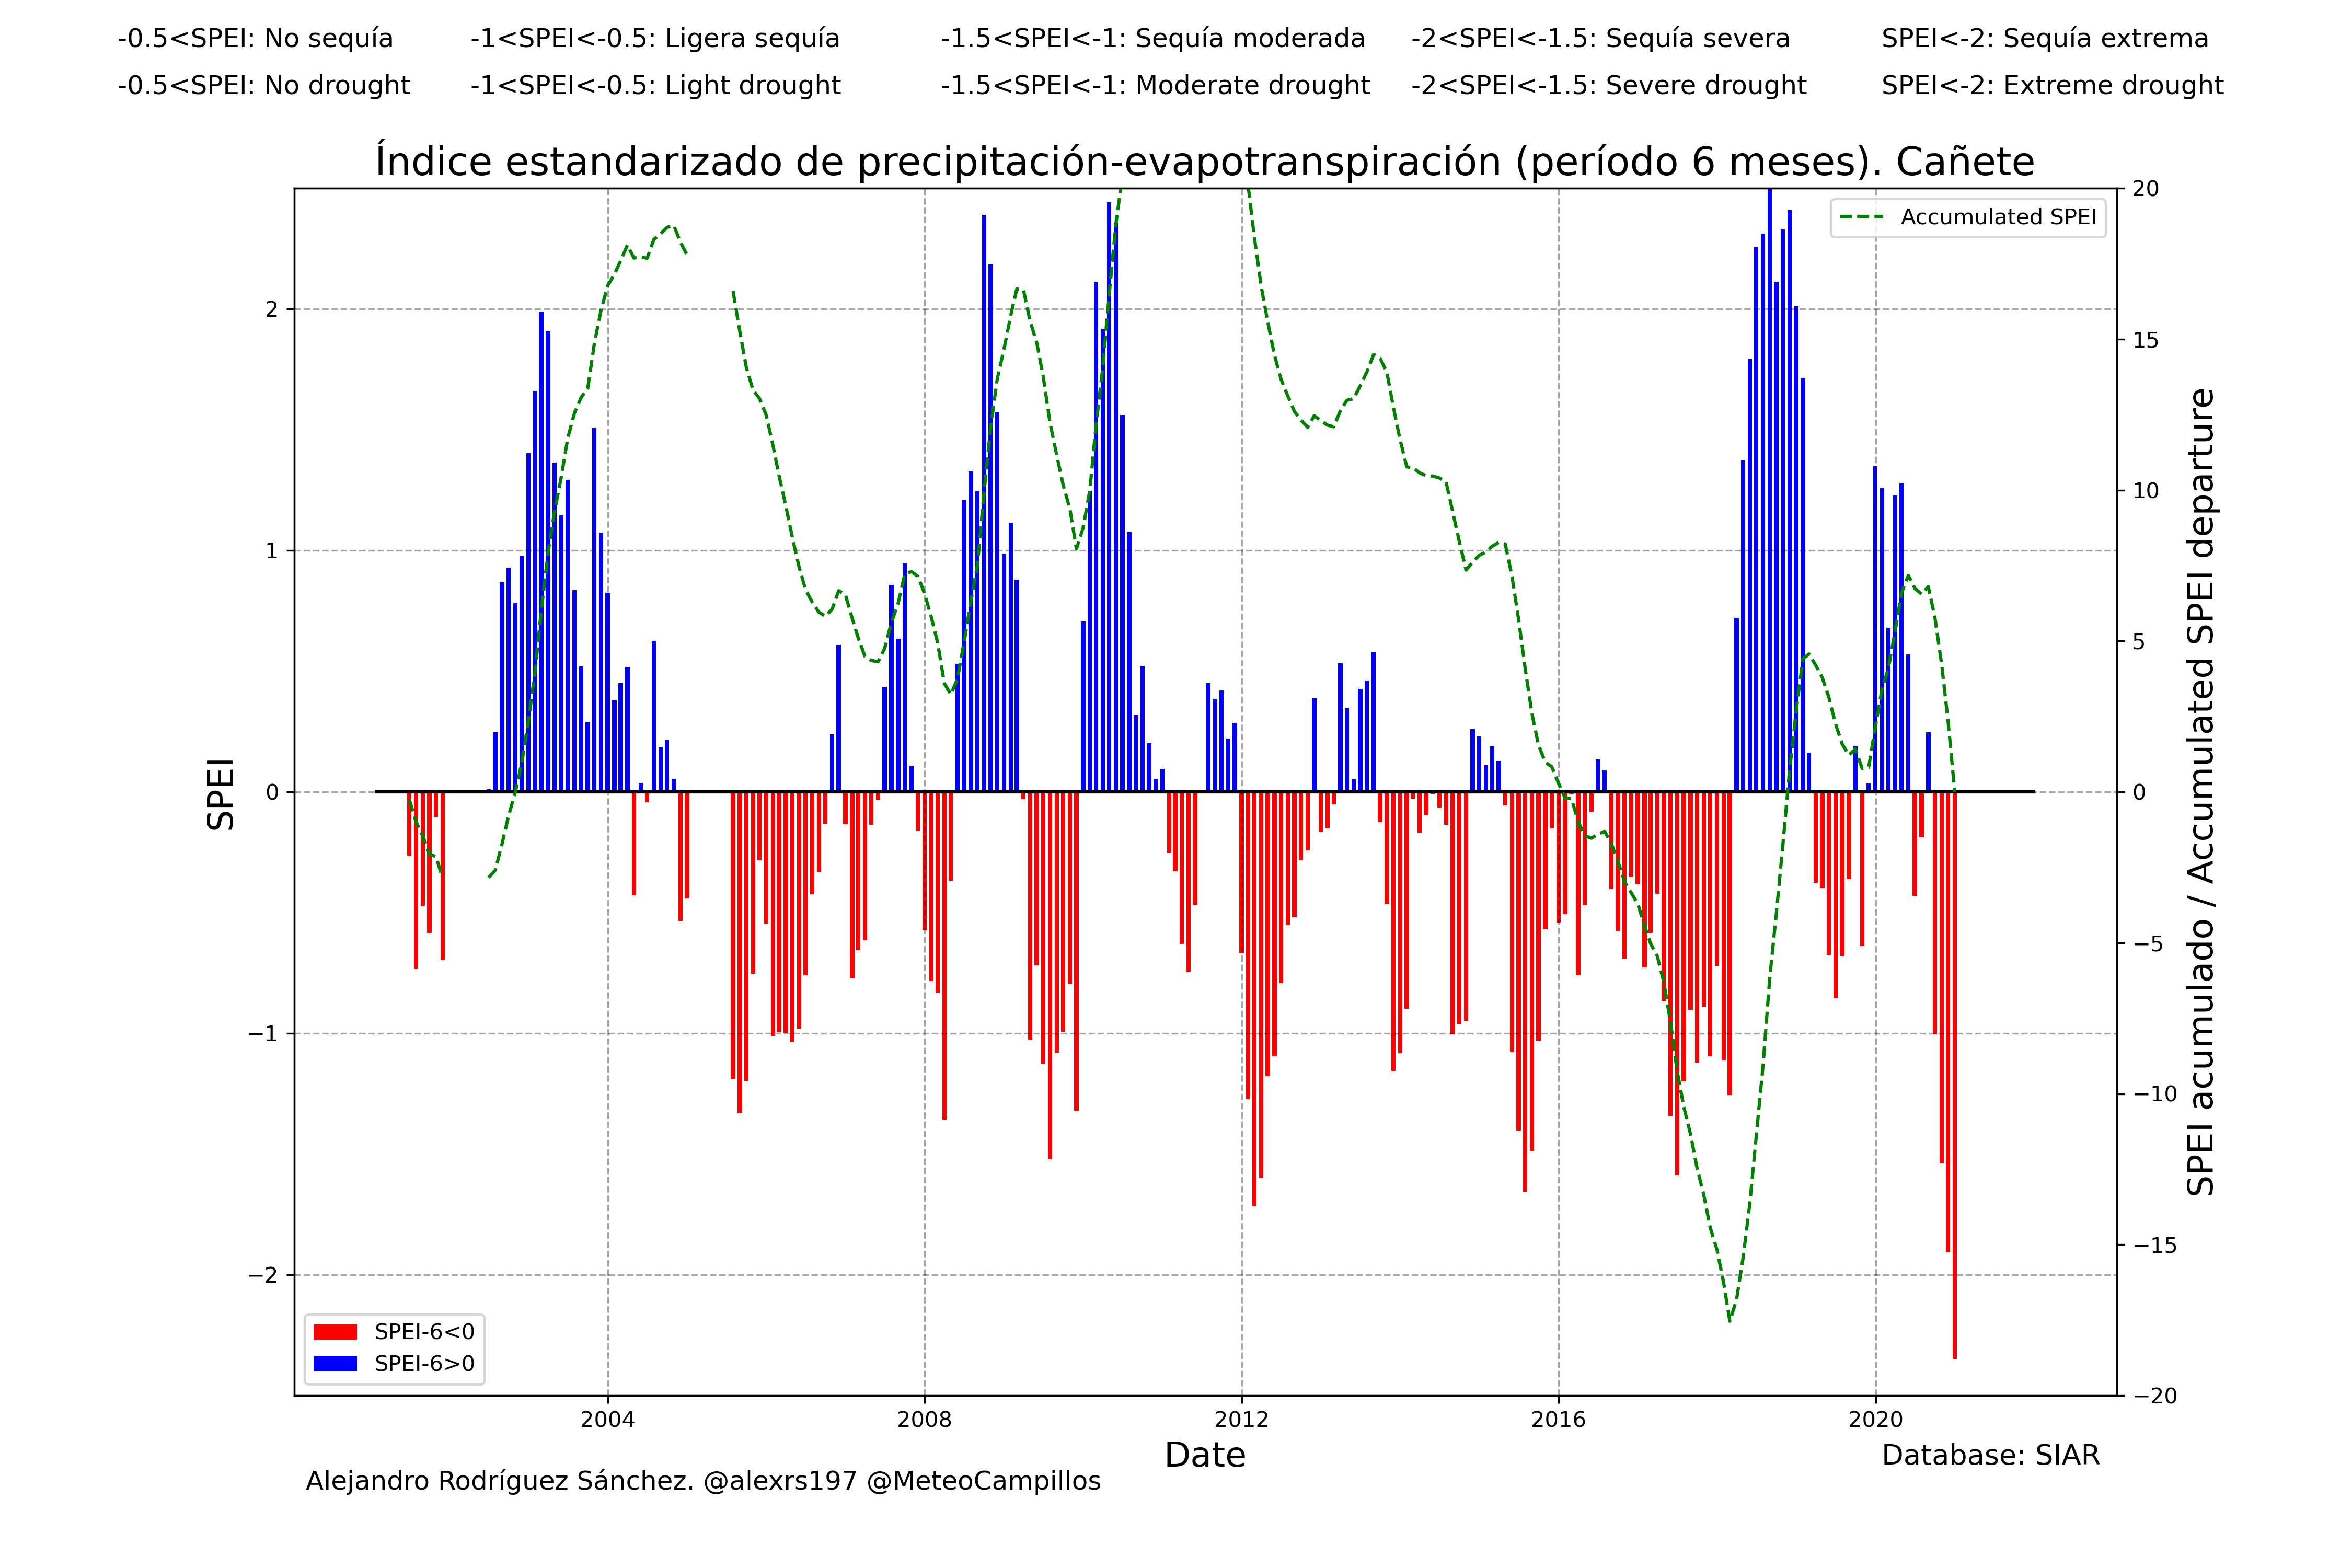 -0.5<SPEI: No sequía -1<SPEI<-0.5: Ligera sequía -1.5<SPEI<-1: Sequía moderada -2<SPEI<-1.5: Sequía severa SPEI<-2: Sequía extrema
-0.5<SPEI: No drought -1<SPEI<-0.5: Light drought -1.5<SPEI<-1: Moderate drought -2<SPEI<-1.5: Severe drought SPEI<-2: Extreme drought
Índice estandarizado de precipitación-evapotranspiración (período 6 meses). Cañete
Accumulated SPEI
SPEI
2
1
0
−1
−2
20
15
10
5
0
−5
−10
−15
−20
SPEI acumulado / Accumulated SPEI departure
SPEI-6<0
SPEI-6>0
2004 2008 2012 2016 2020
Date
Database: SIAR
Alejandro Rodríguez Sánchez. @alexrs197 @MeteoCampillos